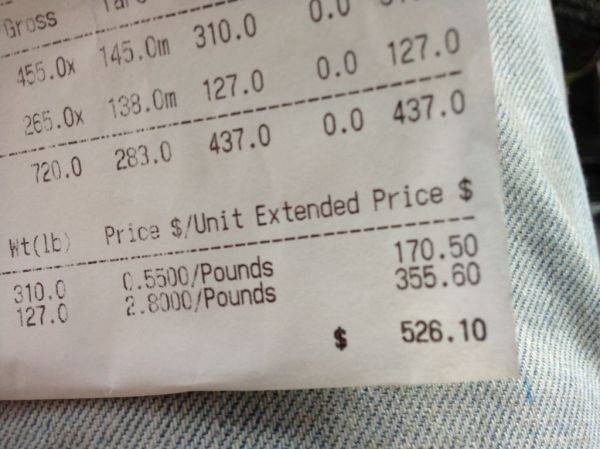 Gross
455.0x 145.0m 310.0 0.0
265.0x 138.0m 127.0 0.0 127.0
720.0 283.0 437.0 0.0 437.0
Wt(lb) Price $/Unit Extended Price $
310.0 0.5500/Pounds 170.50
127.0 2.8000/Pounds 355.60
$ 526.10